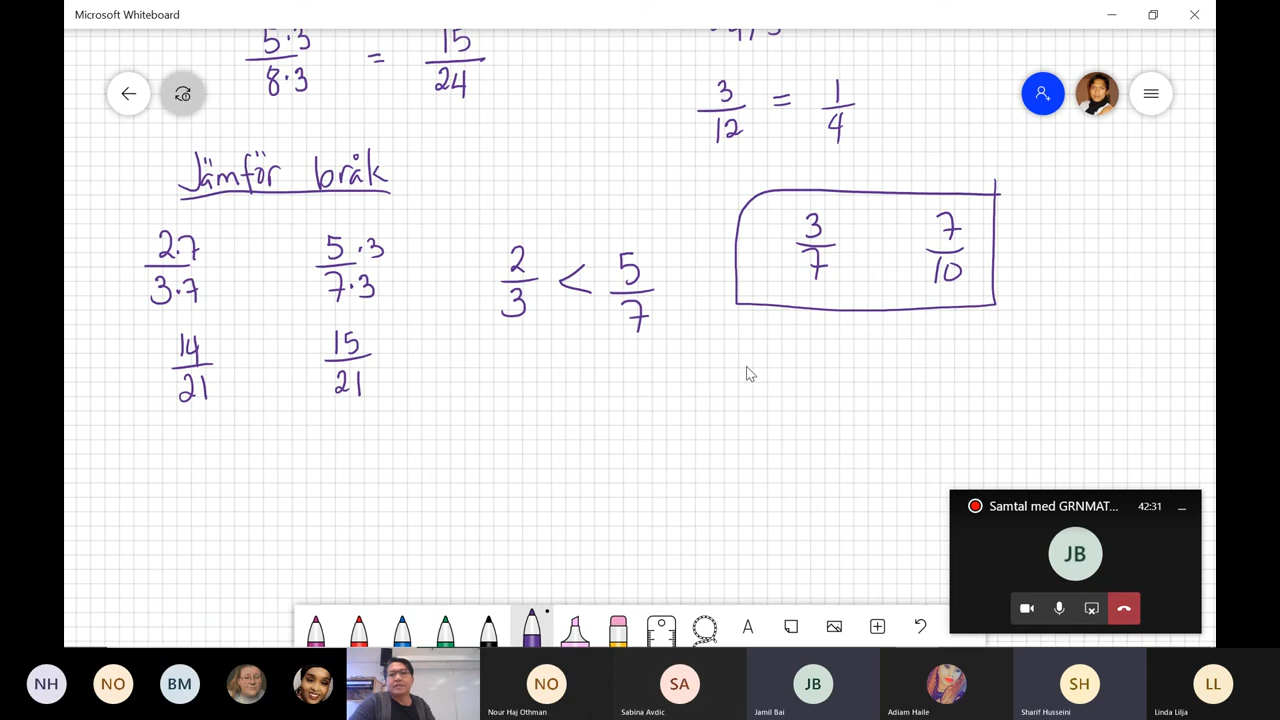 Microsoft Whiteboard
5·3
8·3
=
15
24
3
12
=
1
4
Jämför bråk
2·7
3·7
5·3
7·3
2
3
<
5
7
3
7
7
10
14
21
15
21
Samtal med GRNMAT... 42:31
JB
A
NH
NO
BM
NO
Nour Haj Othman
SA
Sabina Avdic
JB
Jamil Bai
Adiam Haile
SH
Sharif Husseini
LL
Linda Lilja